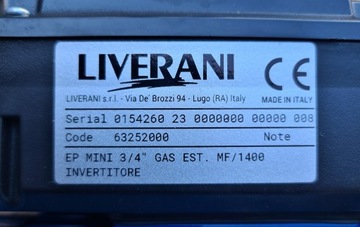 LIVERANI CE
LIVERANI s.r.l. - Via De' Brozzi 94 - Lugo (RA) Italy MADE IN ITALY
Serial 0154260 23 0000000 00000 008
Code 63252000 Note
EP MINI 3/4" GAS EST. MF/1400
INVERTITORE